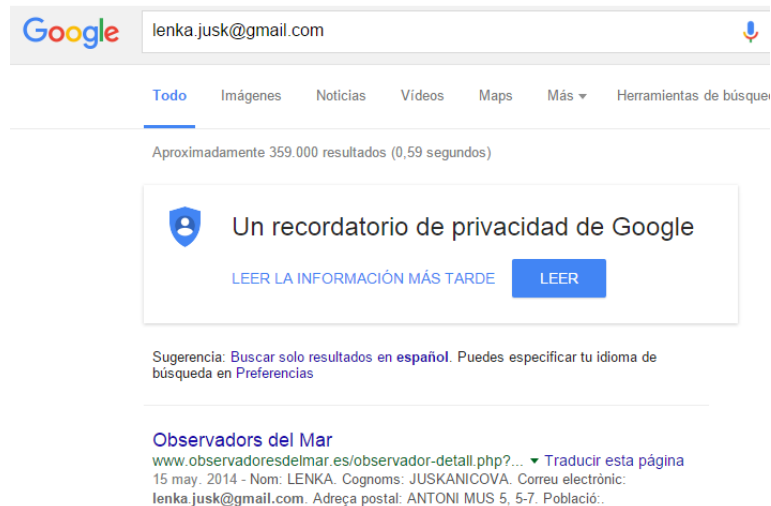 Google lenka.jusk@gmail.com
Todo Imágenes Noticias Vídeos Maps Más Herramientas de búsque
Aproximadamente 359.000 resultados (0,59 segundos)
Un recordatorio de privacidad de Google
LEER LA INFORMACIÓN MÁS TARDE LEER
Sugerencia: Buscar solo resultados en español. Puedes especificar tu idioma de
búsqueda en Preferencias
Observadors del Mar
www.observadoresdelmar.es/observador-detall.php?... Traducir esta página
15 may. 2014 - Nom: LENKA. Cognoms: JUSKANICOVA. Correu electrònic:
lenka.jusk@gmail.com. Adreça postal: ANTONI MUS 5, 5-7. Població:.